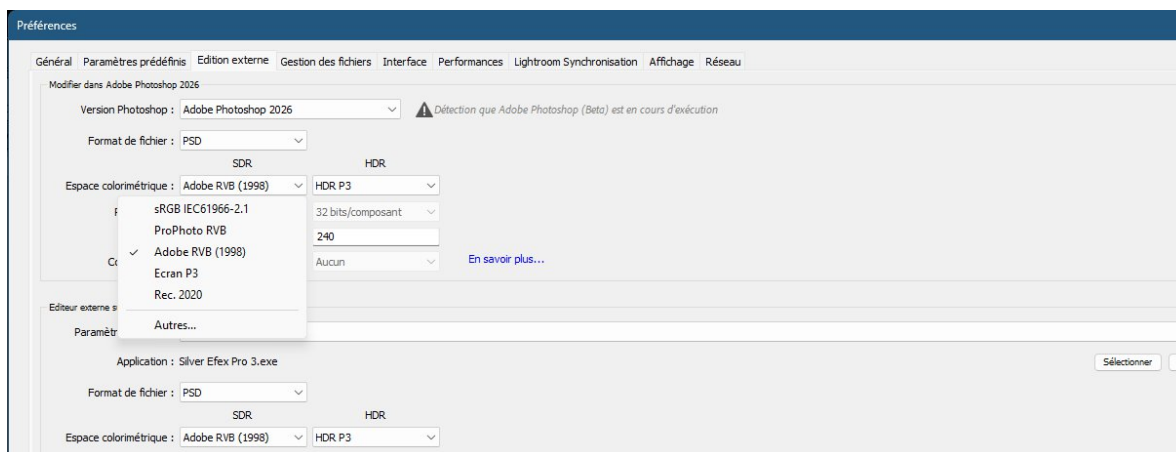 Préférences
Général Paramètres prédéfinis Edition externe Gestion des fichiers Interface Performances Lightroom Synchronisation Affichage Réseau
Modifier dans Adobe Photoshop 2026
Version Photoshop : Adobe Photoshop 2026 Détection que Adobe Photoshop (Beta) est en cours d'exécution
Format de fichier : PSD
SDR HDR
Espace colorimétrique : Adobe RVB (1998) HDR P3
sRGB IEC61966-2.1 32 bits/composant
ProPhoto RVB 240
Adobe RVB (1998) Aucun En savoir plus...
Ecran P3
Rec. 2020
Editeur externe
Autres...
Application : Silver Efex Pro 3.exe Sélectionner
Format de fichier : PSD
SDR HDR
Espace colorimétrique : Adobe RVB (1998) HDR P3